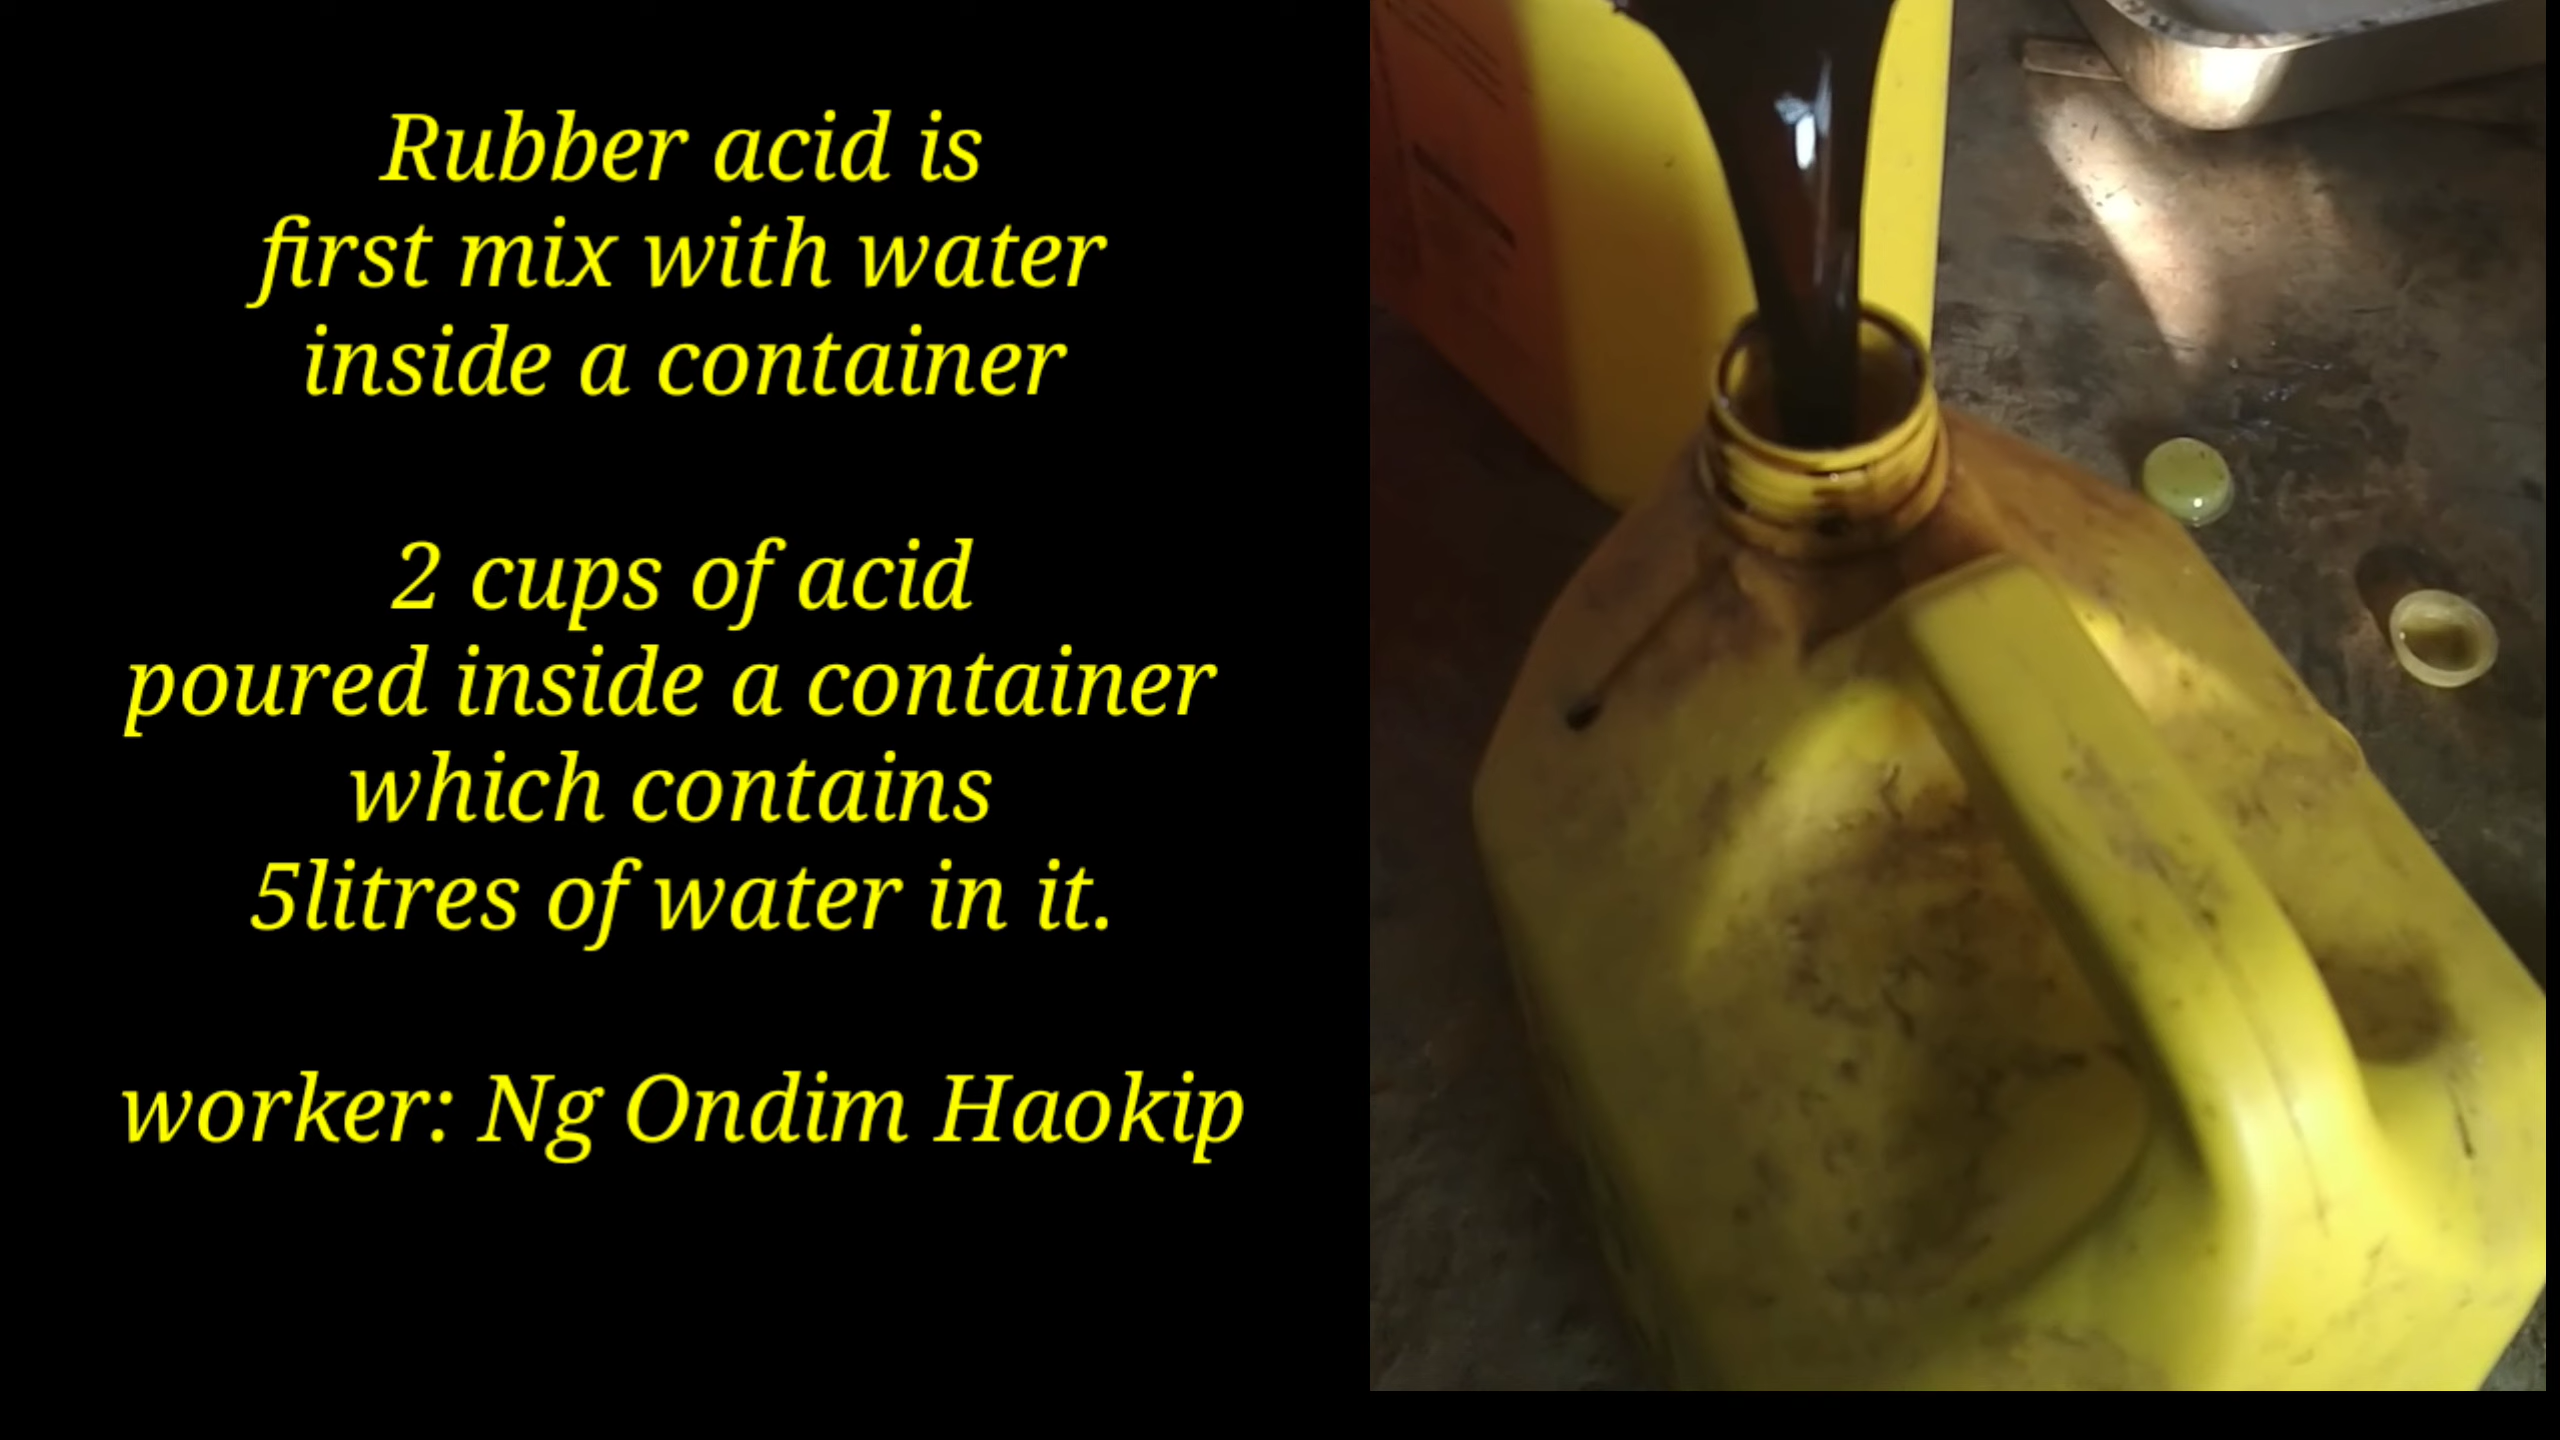 Rubber acid is
first mix with water
inside a container
2 cups of acid
poured inside a container
which contains
5litres of water in it.
worker: Ng Ondim Haokip